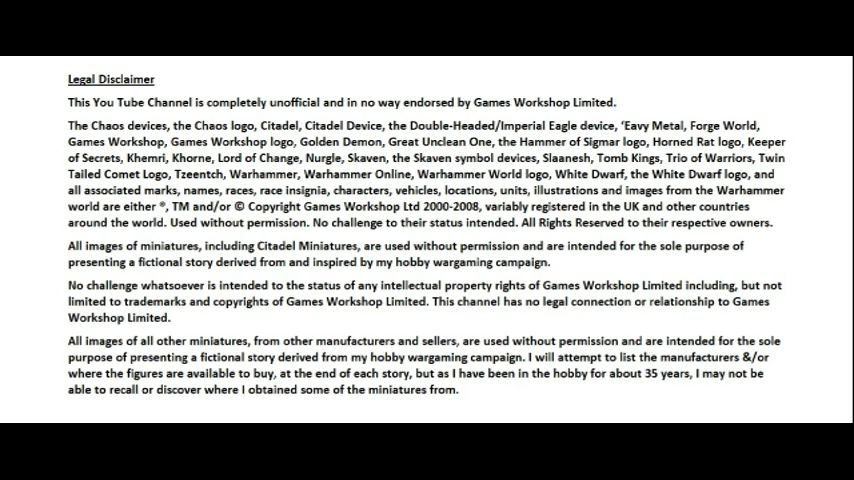 Legal Disclaimer
This You Tube Channel is completely unofficial and in no way endorsed by Games Workshop Limited.
The Chaos devices, the Chaos logo, Citadel, Citadel Device, the Double-Headed/Imperial Eagle device, ‘Eavy Metal, Forge World,
Games Workshop, Games Workshop logo, Golden Demon, Great Unclean One, the Hammer of Sigmar logo, Horned Rat logo, Keeper
of Secrets, Khemri, Khorne, Lord of Change, Nurgle, Skaven, the Skaven symbol devices, Slaanesh, Tomb Kings, Trio of Warriors, Twin
Tailed Comet Logo, Tzeentch, Warhammer, Warhammer Online, Warhammer World logo, White Dwarf, the White Dwarf logo, and
all associated marks, names, races, race insignia, characters, vehicles, locations, units, illustrations and images from the Warhammer
world are either ®, TM and/or © Copyright Games Workshop Ltd 2000-2008, variably registered in the UK and other countries
around the world. Used without permission. No challenge to their status intended. All Rights Reserved to their respective owners.
All images of miniatures, including Citadel Miniatures, are used without permission and are intended for the sole purpose of
presenting a fictional story derived from and inspired by my hobby wargaming campaign.
No challenge whatsoever is intended to the status of any intellectual property rights of Games Workshop Limited including, but not
limited to trademarks and copyrights of Games Workshop Limited. This channel has no legal connection or relationship to Games
Workshop Limited.
All images of all other miniatures, from other manufacturers and sellers, are used without permission and are intended for the sole
purpose of presenting a fictional story derived from my hobby wargaming campaign. I will attempt to list the manufacturers &/or
where the figures are available to buy, at the end of each story, but as I have been in the hobby for about 35 years, I may not be
able to recall or discover where I obtained some of the miniatures from.